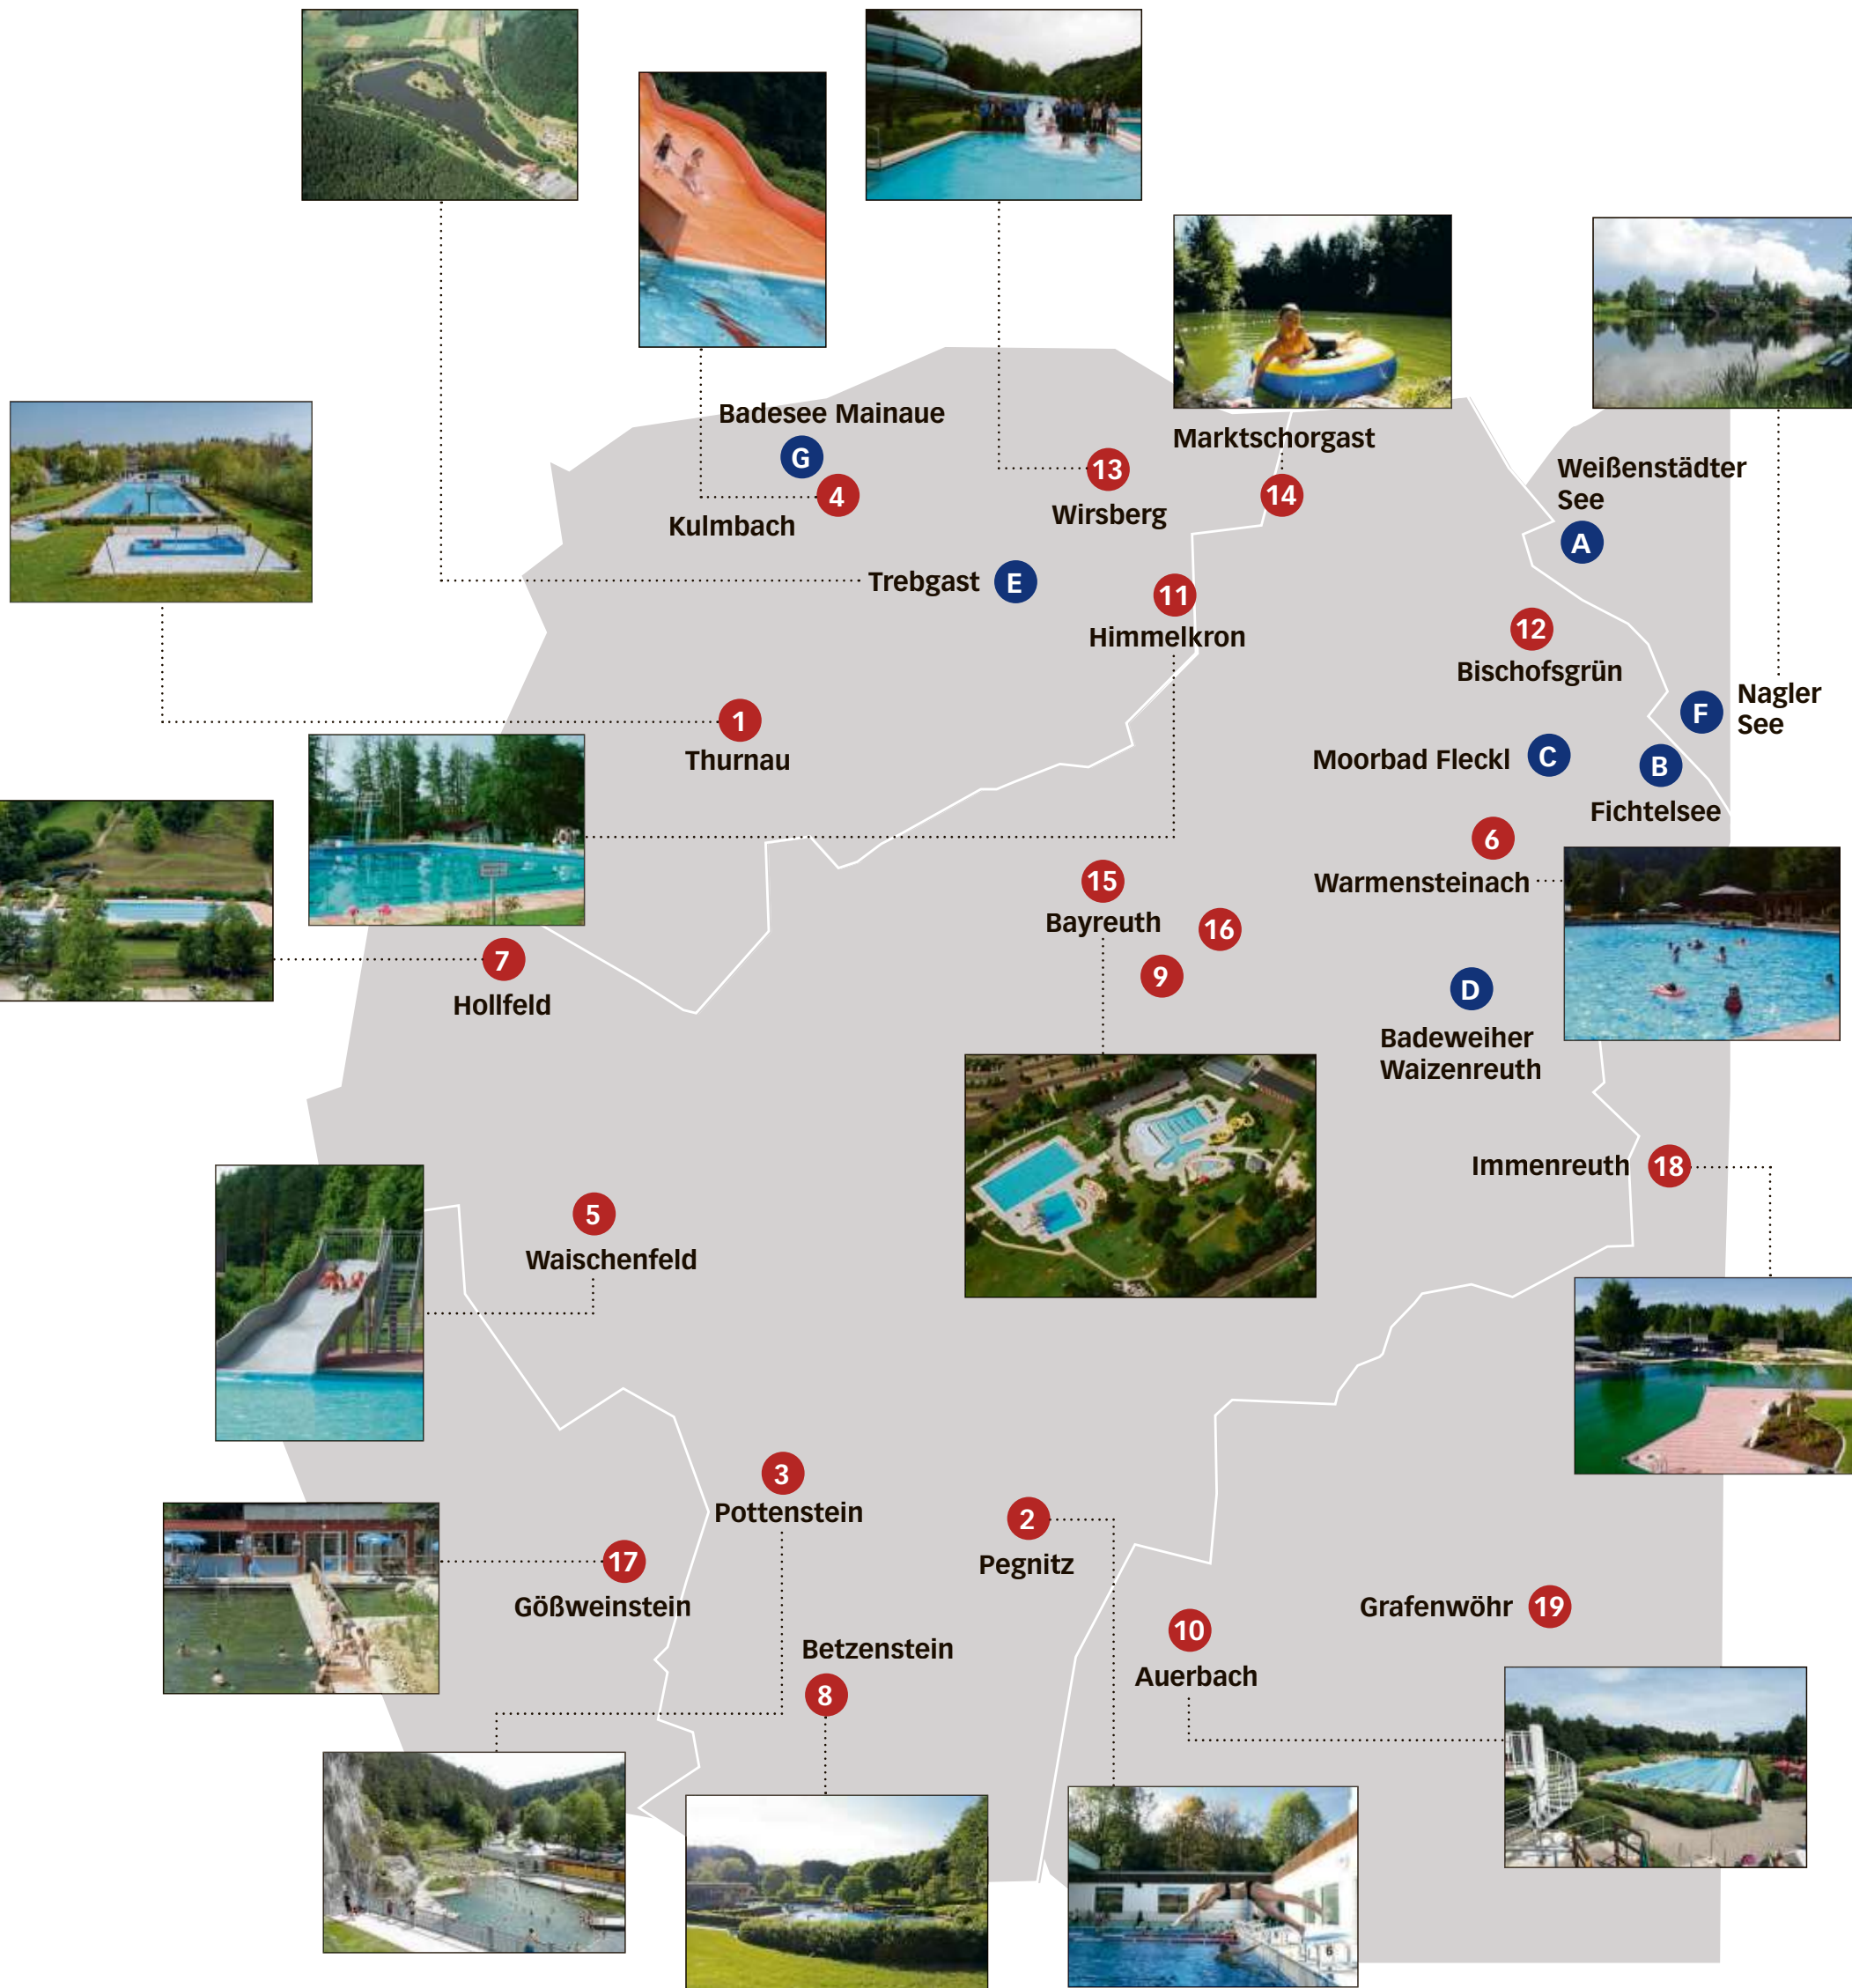 Badesee Mainaue
G
4
Kulmbach
13
Wirsberg
Marktschorgast
14
Weißenstädter
See
A
Trebgast
E
11
Himmelkron
12
Bischofsgrün
F
Nagler
See
1
Thurnau
Moorbad Fleckl
C
B
Fichtelsee
6
Warmensteinach
15
Bayreuth
16
9
7
Hollfeld
D
Badeweiher
Waizenreuth
Immenreuth
18
5
Waischenfeld
3
Pottenstein
2
Pegnitz
17
Gößweinstein
Grafenwöhr
19
10
Auerbach
Betzenstein
8
6